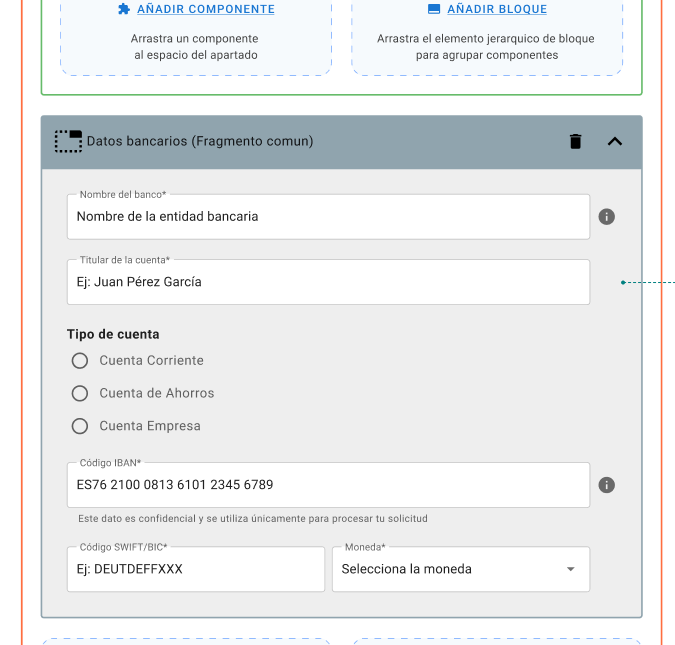 AÑADIR COMPONENTE
Arrastra un componente
al espacio del apartado
AÑADIR BLOQUE
Arrastra el elemento jerarquico de bloque
para agrupar componentes
Datos bancarios (Fragmento comun)
Nombre del banco*
Nombre de la entidad bancaria
Titular de la cuenta*
Ej: Juan Pérez García
Tipo de cuenta
Cuenta Corriente
Cuenta de Ahorros
Cuenta Empresa
Código IBAN*
ES76 2100 0813 6101 2345 6789
Este dato es confidencial y se utiliza únicamente para procesar tu solicitud
Código SWIFT/BIC*
Ej: DEUTDEFFXXX
Moneda*
Selecciona la moneda